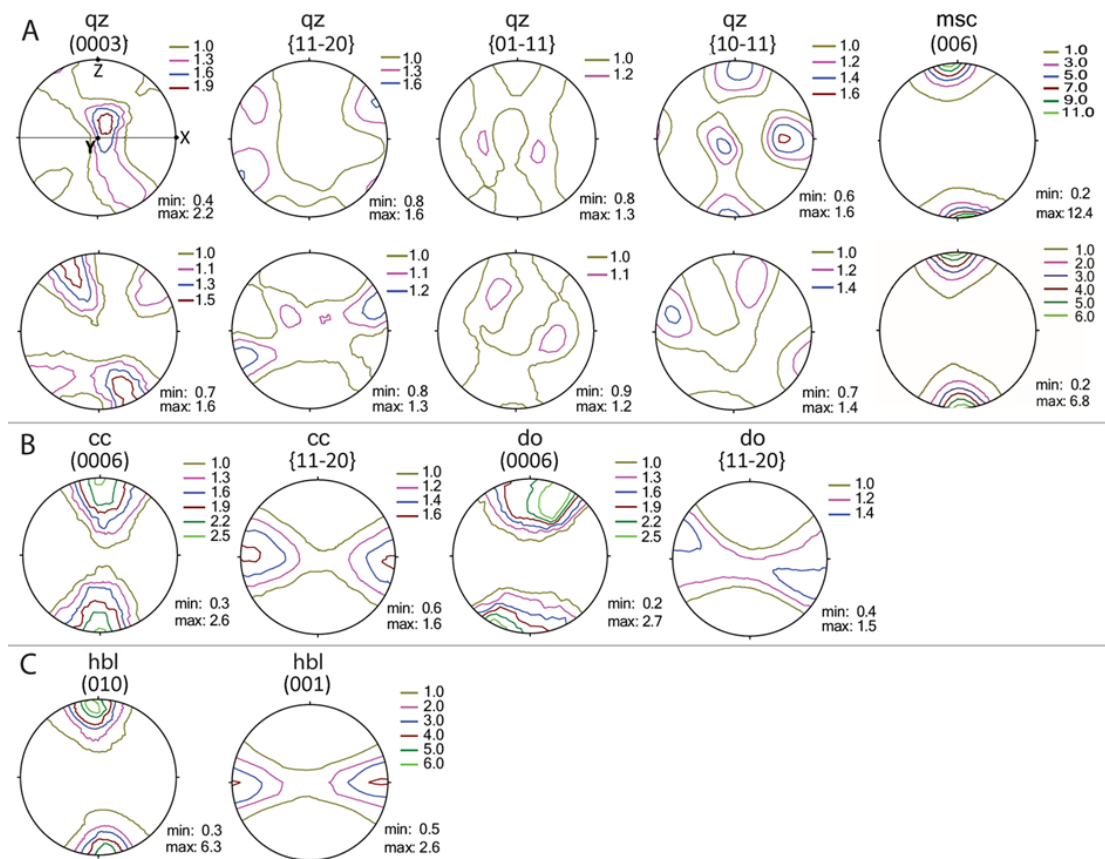 A
qz
(0003)
Z
Y
X
1.0
1.3
1.6
1.9
min: 0.4
max: 2.2
qz
{11-20}
1.0
1.3
1.6
min: 0.8
max: 1.6
qz
{01-11}
1.0
1.2
min: 0.8
max: 1.3
qz
{10-11}
1.0
1.2
1.4
1.6
min: 0.6
max: 1.6
msc
(006)
1.0
3.0
5.0
7.0
9.0
11.0
min: 0.2
max: 12.4
1.0
1.1
1.3
1.5
min: 0.7
max: 1.6
1.0
1.1
1.2
min: 0.8
max: 1.3
1.0
1.1
min: 0.9
max: 1.2
1.0
1.2
1.4
min: 0.7
max: 1.4
1.0
2.0
3.0
4.0
5.0
6.0
min: 0.2
max: 6.8
B
cc
(0006)
1.0
1.3
1.6
1.9
2.2
2.5
min: 0.3
max: 2.6
cc
{11-20}
1.0
1.2
1.4
1.6
min: 0.6
max: 1.6
do
(0006)
1.0
1.3
1.6
1.9
2.2
2.5
min: 0.2
max: 2.7
do
{11-20}
1.0
1.2
1.4
min: 0.4
max: 1.5
C
hbl
(010)
min: 0.3
max: 6.3
hbl
(001)
1.0
2.0
3.0
4.0
5.0
6.0
min: 0.5
max: 2.6